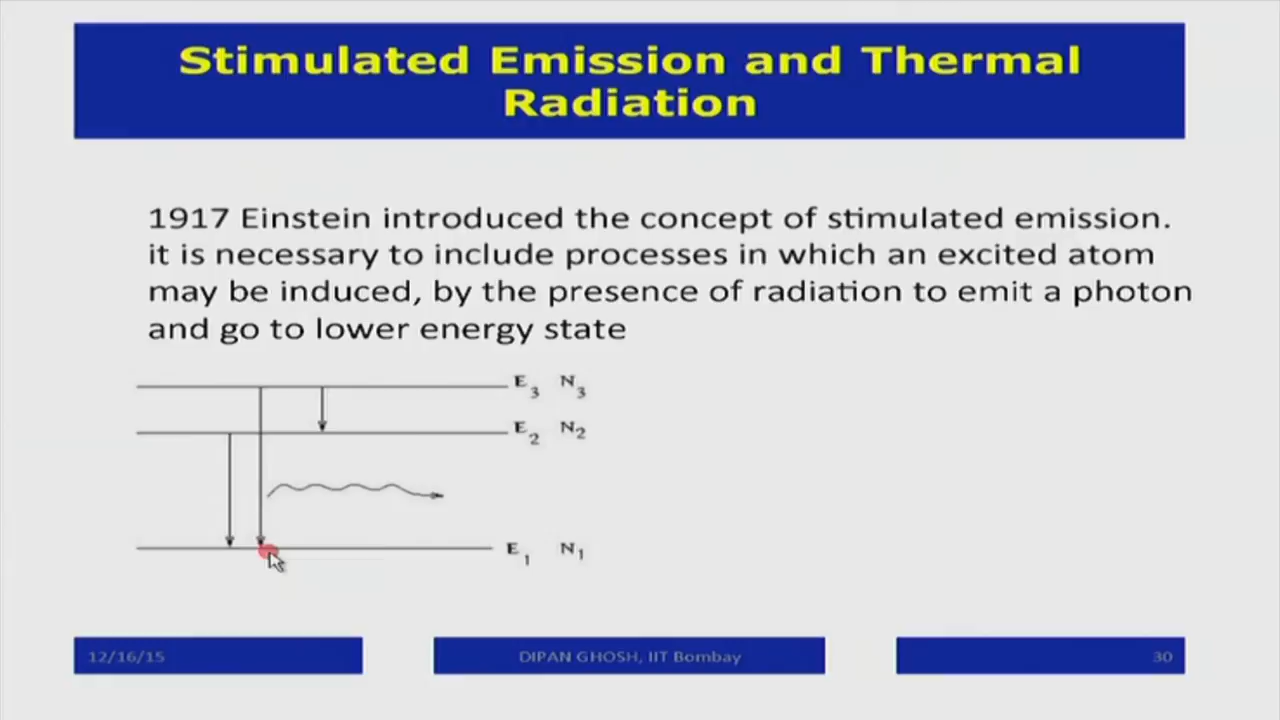 Stimulated Emission and Thermal
Radiation
1917 Einstein introduced the concept of stimulated emission.
it is necessary to include processes in which an excited atom
may be induced, by the presence of radiation to emit a photon
and go to lower energy state
E3 N3
E2 N2
E1 N1
12/16/15
DIPAN GHOSH, IIT Bombay
30